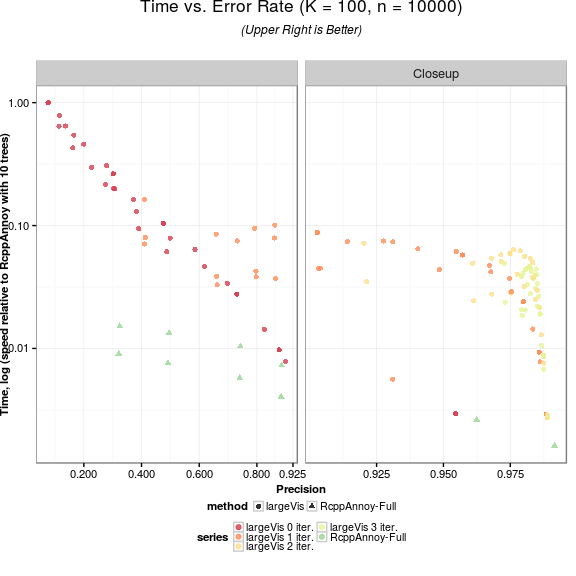 Time vs. Error Rate (K = 100, n = 10000)
(Upper Right is Better)
Closeup
Time, log (speed relative to RcppAnnoy with 10 trees)
1.00
0.10
0.01
0.200 0.400 0.600 0.800 0.925
0.925 0.950 0.975
Precision
method largeVis RcppAnnoy-Full
series
largeVis 0 iter. largeVis 3 iter.
largeVis 1 iter. RcppAnnoy-Full
largeVis 2 iter.